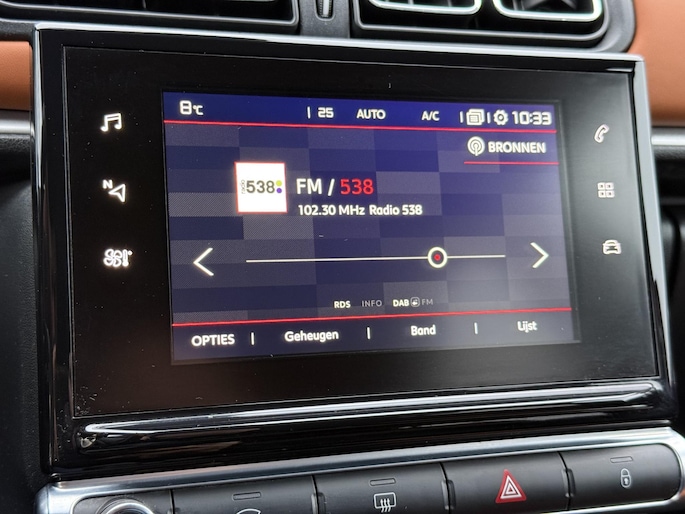 8°C | 25 AUTO A/C 10:33
BRONNEN
radio 538
FM / 538
102.30 MHz Radio 538
N
RDS INFO DAB FM
OPTIES | Geheugen | Band | Lijst